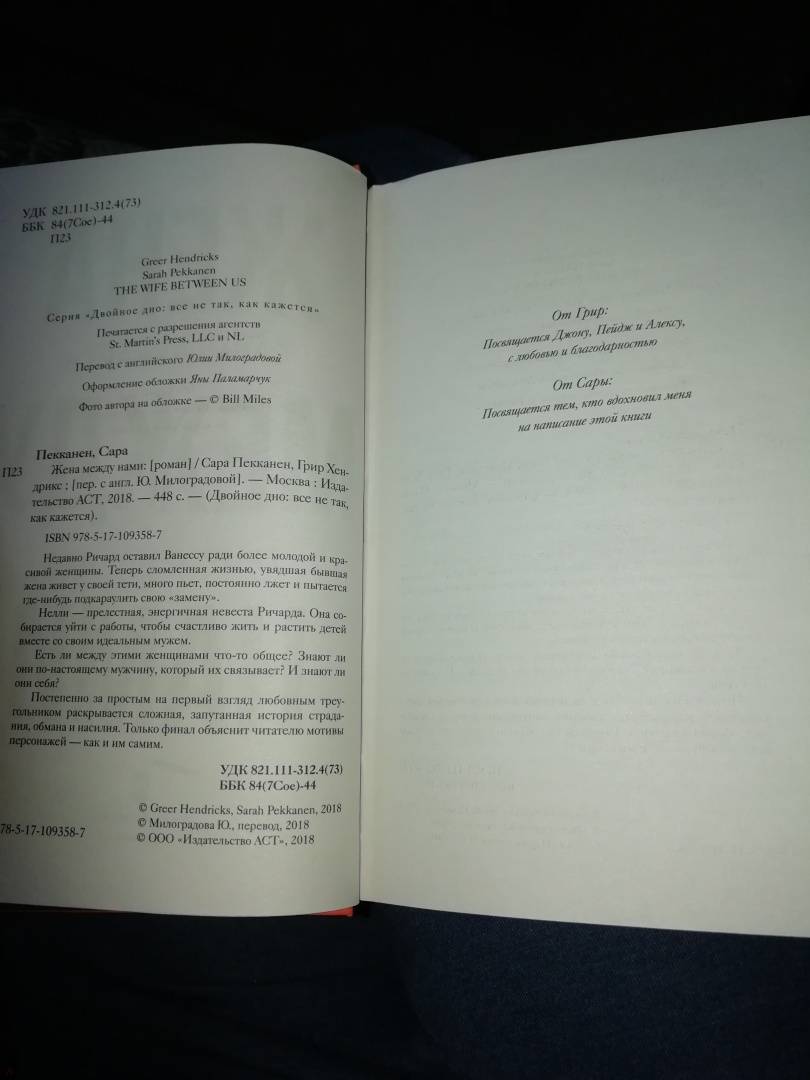 УДК 821.111-312.4(73)
ББК 84(7Сое)-44
П23
Greer Hendricks
Sarah Pekkanen
THE WIFE BETWEEN US
Серия «Двойное дно: все не так, как кажется»
Печатается с разрешения агентств
St. Martin's Press, LLC и NL
Перевод с английского Юлии Милоградовой
Оформление обложки Яны Паламарчук
Фото автора на обложке — © Bill Miles
Пекканен, Сара
П23 Жена между нами: [роман] / Сара Пекканен, Грир Хен-
дрикс ; [пер. с англ. Ю. Милоградовой]. — Москва : Изда-
тельство АСТ, 2018. — 448 с. — (Двойное дно: все не так,
как кажется).
ISBN 978-5-17-109358-7
Недавно Ричард оставил Ванессу ради более молодой и кра-
сивой женщины. Теперь сломленная жизнью, увядшая бывшая
жена живет у своей тети, много пьет, постоянно лжет и пытается
где-нибудь подкараулить свою «замену».
Нелли — прелестная, энергичная невеста Ричарда. Она со-
бирается уйти с работы, чтобы счастливо жить и растить детей
вместе со своим идеальным мужем.
Есть ли между этими женщинами что-то общее? Знают ли
они по-настоящему мужчину, который их связывает? И знают ли
они себя?
Постепенно за простым на первый взгляд любовным треу-
гольником раскрывается сложная, запутанная история страда-
ния, обмана и насилия. Только финал объяснит читателю мотивы
персонажей — как и им самим.
УДК 821.111-312.4(73)
ББК 84(7Сое)-44
© Greer Hendricks, Sarah Pekkanen, 2018
© Милоградова Ю., перевод, 2018
78-5-17-109358-7 © ООО «Издательство АСТ», 2018
От Грир:
Посвящается Джону, Пейдж и Алексу,
с любовью и благодарностью
От Сары:
Посвящается тем, кто вдохновил меня
на написание этой книги